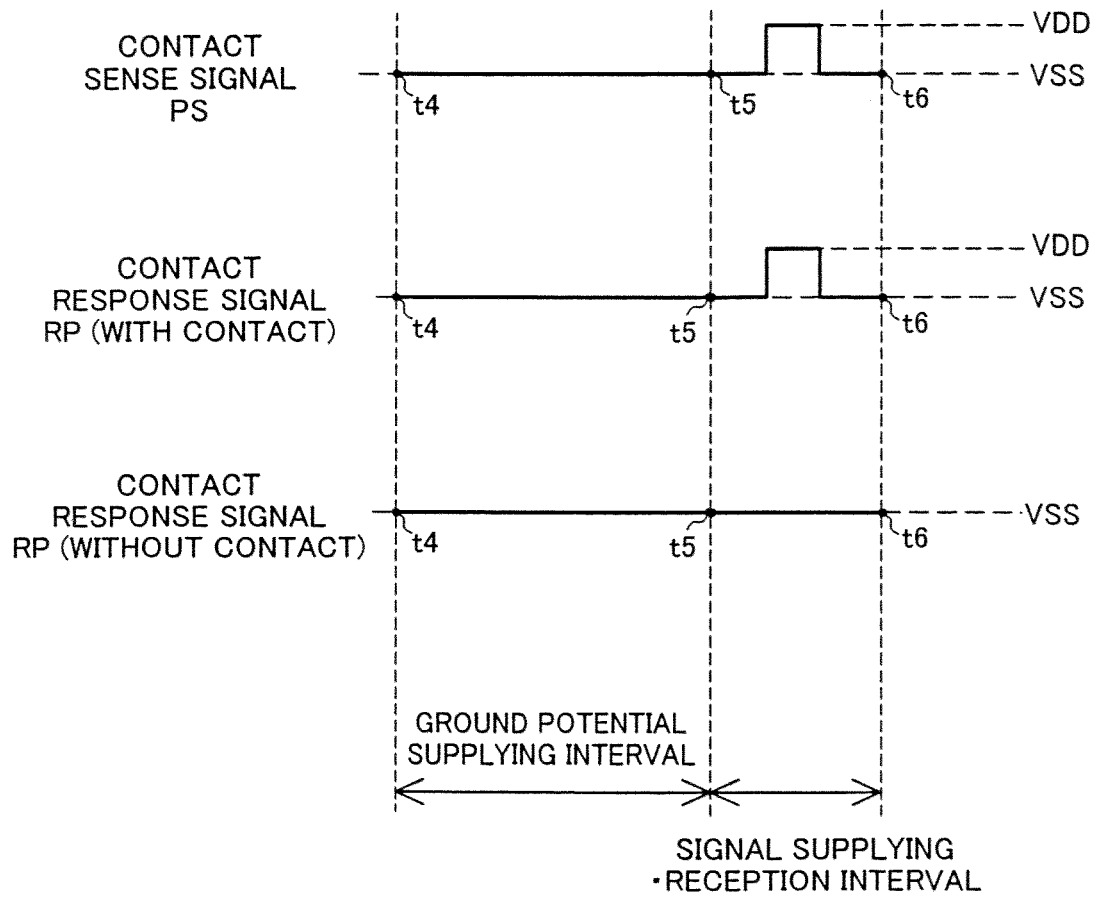 CONTACT
SENSE SIGNAL
PS
VDD
VSS
t4
t5
t6
CONTACT
RESPONSE SIGNAL
RP (WITH CONTACT)
VDD
VSS
t4
t5
t6
CONTACT
RESPONSE SIGNAL
RP (WITHOUT CONTACT)
VSS
t4
t5
t6
GROUND POTENTIAL
SUPPLYING INTERVAL
SIGNAL SUPPLYING
・RECEPTION INTERVAL